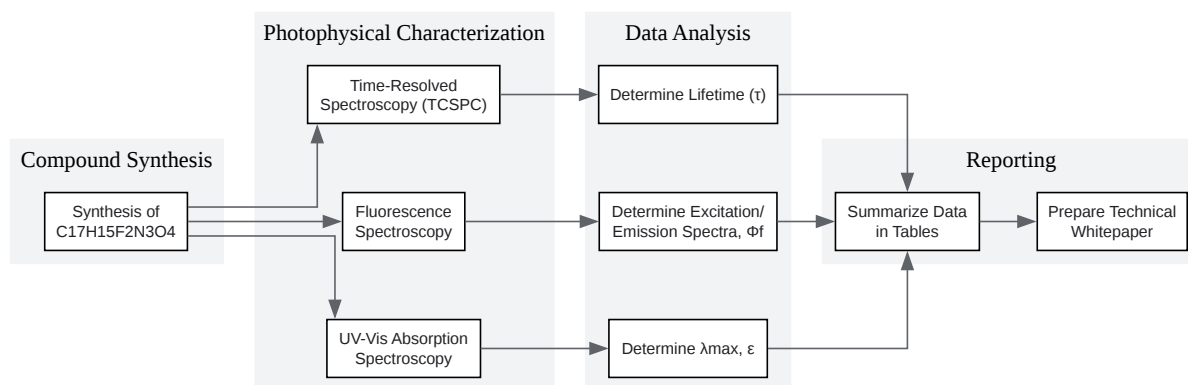 Photophysical Characterization
Data Analysis
Time-Resolved
Spectroscopy (TCSPC)
Determine Lifetime (τ)
Compound Synthesis
Reporting
Synthesis of
C17H15F2N3O4
Fluorescence
Spectroscopy
Determine Excitation/
Emission Spectra, Φf
Summarize Data
in Tables
Prepare Technical
Whitepaper
UV-Vis Absorption
Spectroscopy
Determine λmax, ε